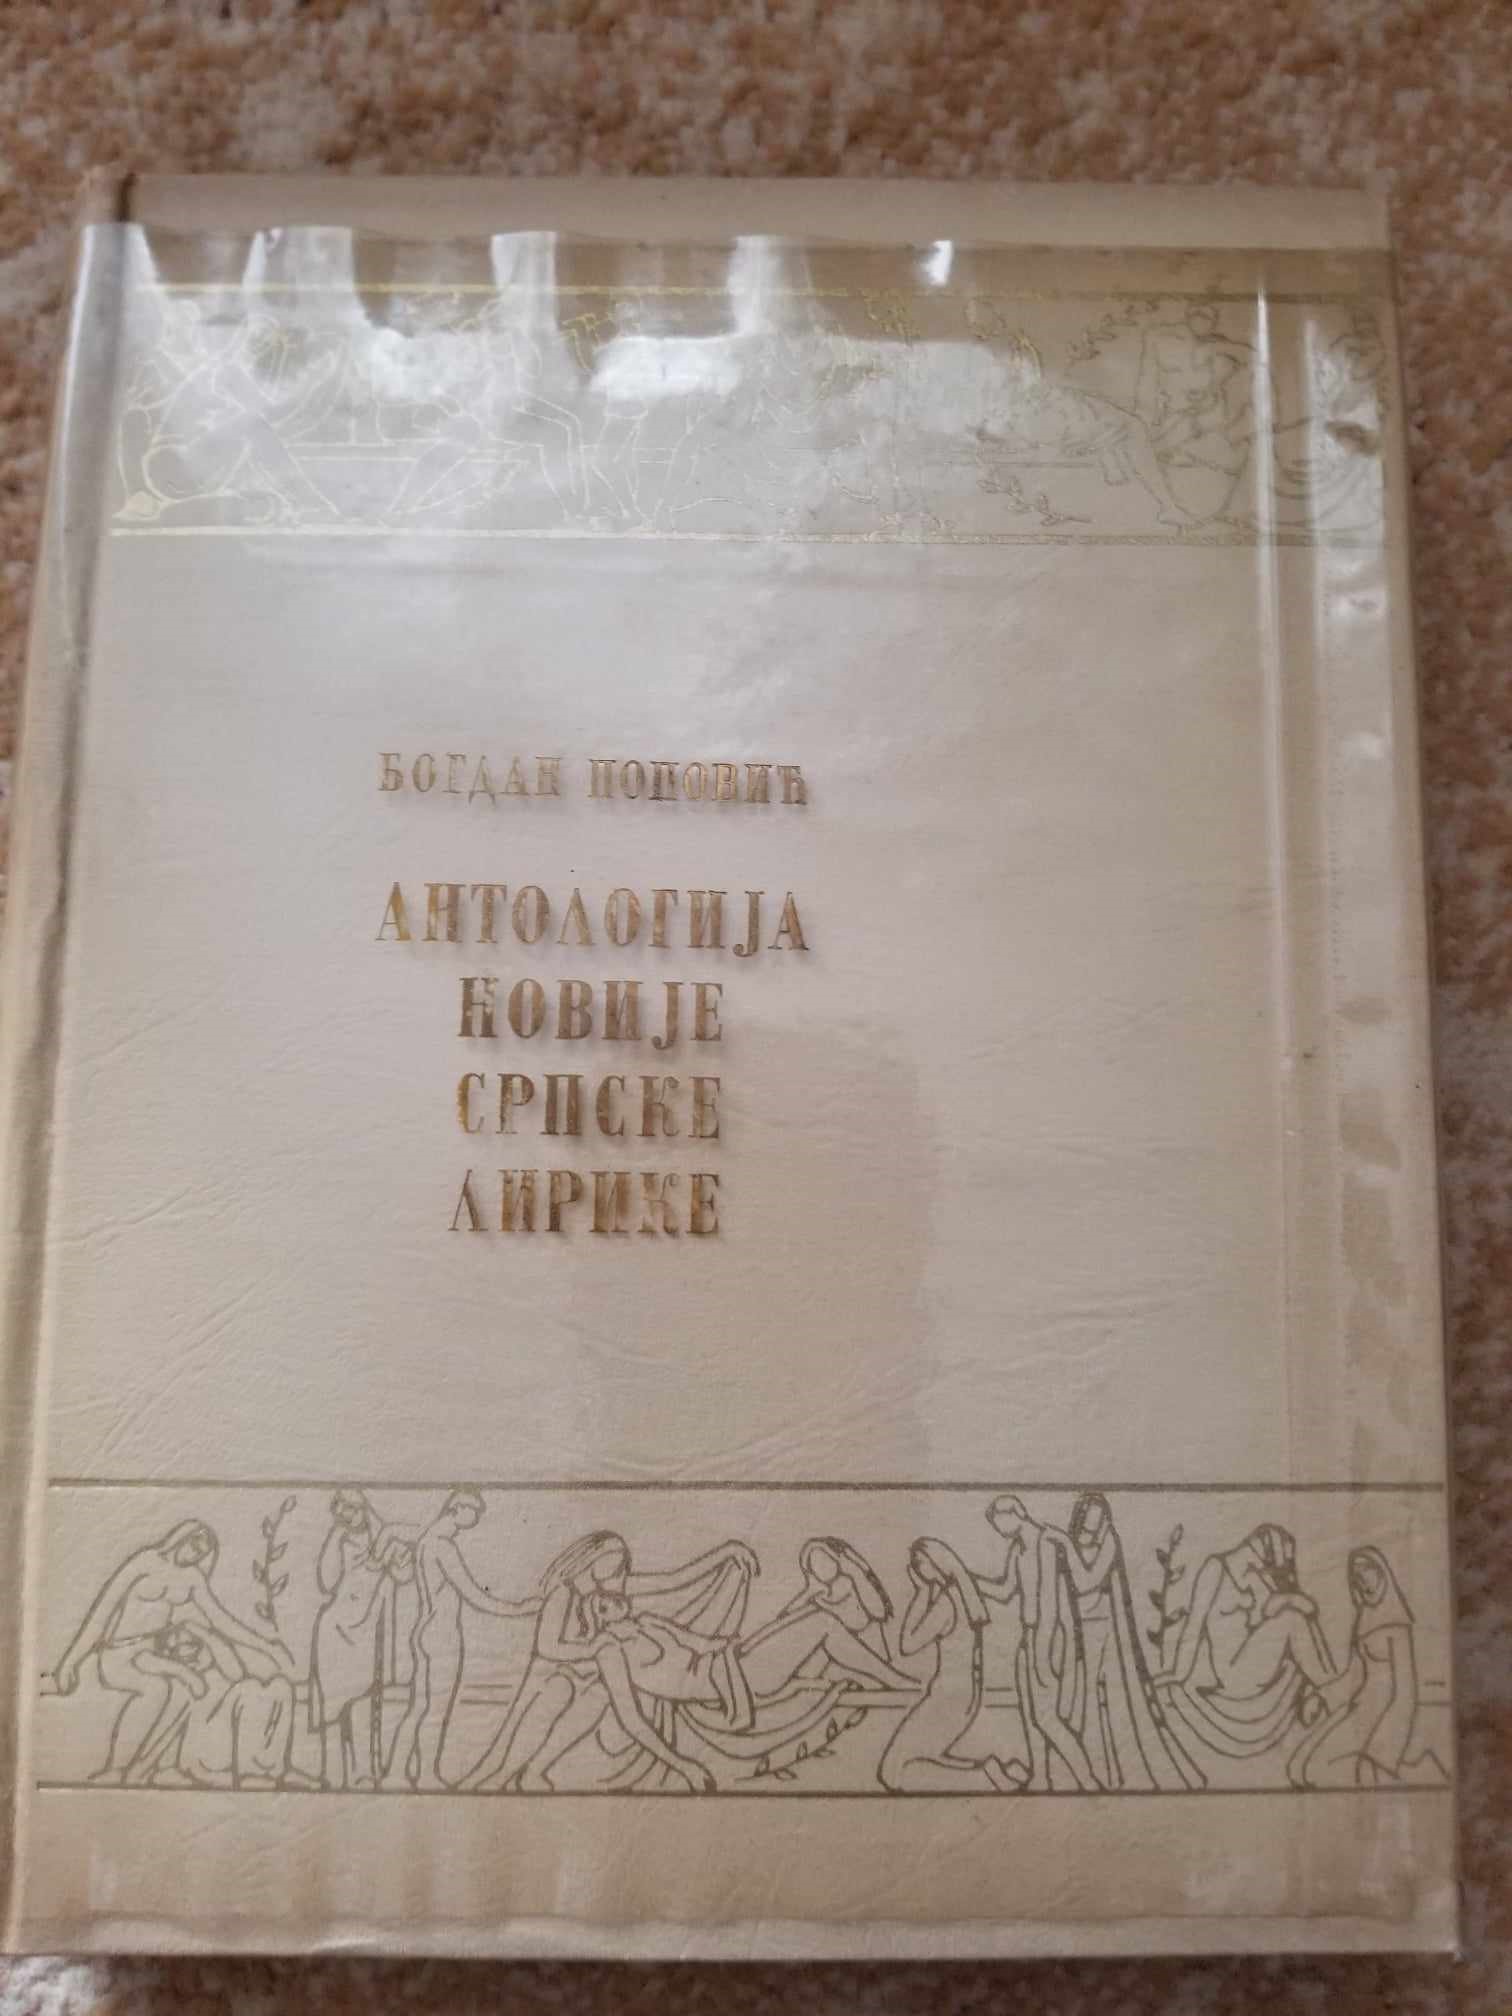 БОГДАН ПОПОВИЋ
АНТОЛОГИЈА
НОВИЈЕ
СРПСКЕ
ЛИРИКЕ